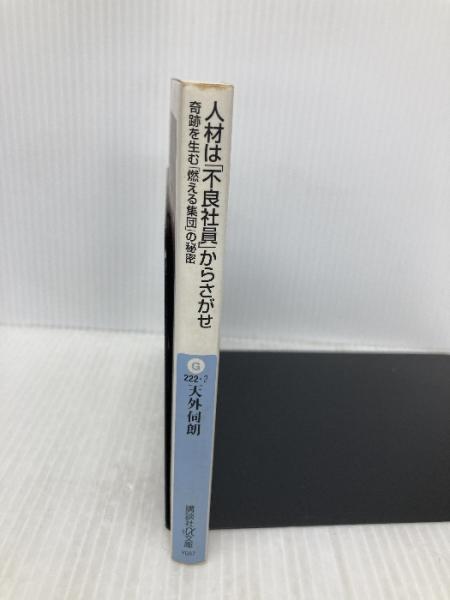 人材は「不良社員」からさがせ
奇跡を生む「燃える集団」の秘密
G
222・2
天外伺朗
講談社+α文庫
¥687